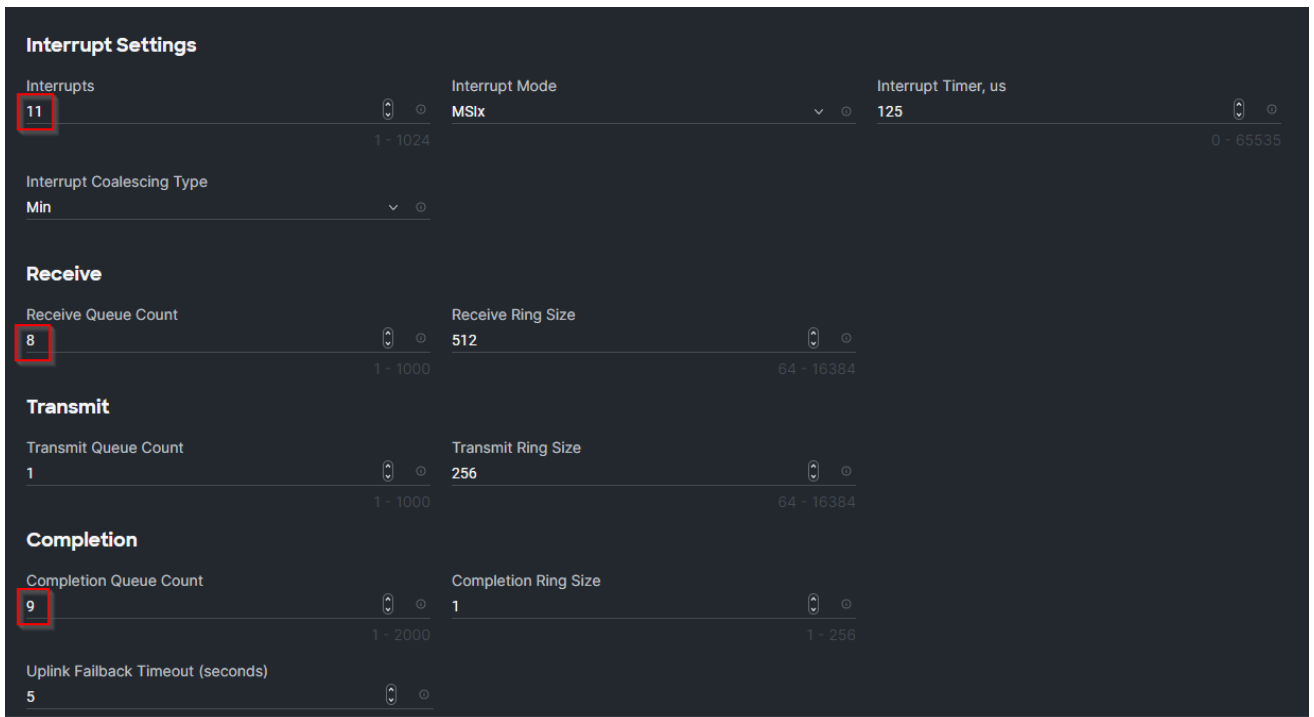 Interrupt Settings
Interrupts Interrupt Mode Interrupt Timer, us
11 MSIx 125
1 - 1024 0 - 65535
Interrupt Coalescing Type
Min
Receive
Receive Queue Count Receive Ring Size
8 512
1 - 1000 64 - 16384
Transmit
Transmit Queue Count Transmit Ring Size
1 256
1 - 1000 64 - 16384
Completion
Completion Queue Count Completion Ring Size
9 1
1 - 2000 1 - 256
Uplink Failback Timeout (seconds)
5